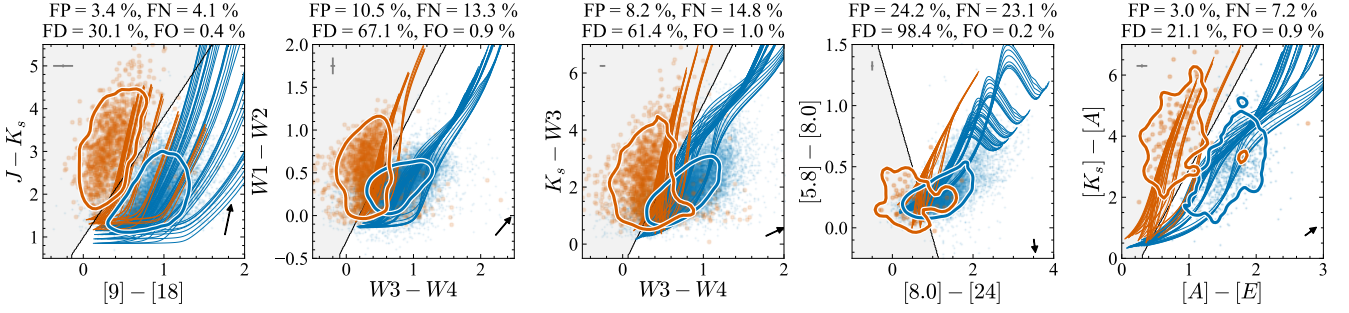 FP = 3.4 %, FN = 4.1 %
FD = 30.1 %, FO = 0.4 %
5
4
3
2
1
J − Ks
0
1
2
[9] − [18]
FP = 10.5 %, FN = 13.3 %
FD = 67.1 %, FO = 0.9 %
2.0
1.5
1.0
0.5
0.0
−0.5
W1 − W2
0
1
2
W3 − W4
FP = 8.2 %, FN = 14.8 %
FD = 61.4 %, FO = 1.0 %
6
4
2
0
Ks − W3
0
1
2
W3 − W4
FP = 24.2 %, FN = 23.1 %
FD = 98.4 %, FO = 0.2 %
1.5
1.0
0.5
0.0
[5.8] − [8.0]
0
1
2
3
4
[8.0] − [24]
FP = 3.0 %, FN = 7.2 %
FD = 21.1 %, FO = 0.9 %
6
4
2
0
[Ks] − [A]
0
1
2
3
[A] − [E]